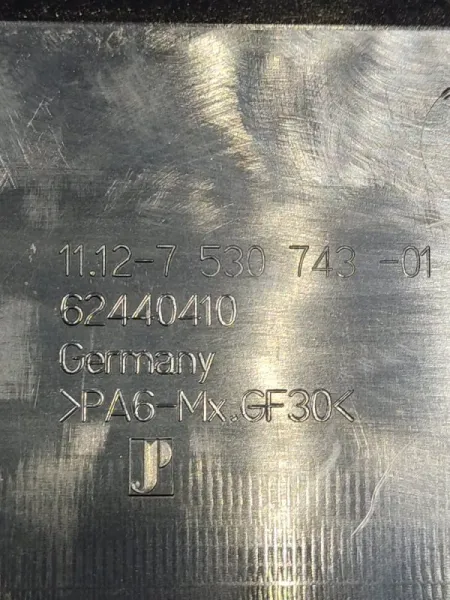 11.12-7 530 743 -01
62440410
Germany
>PA6-Mx.GF30<
JP